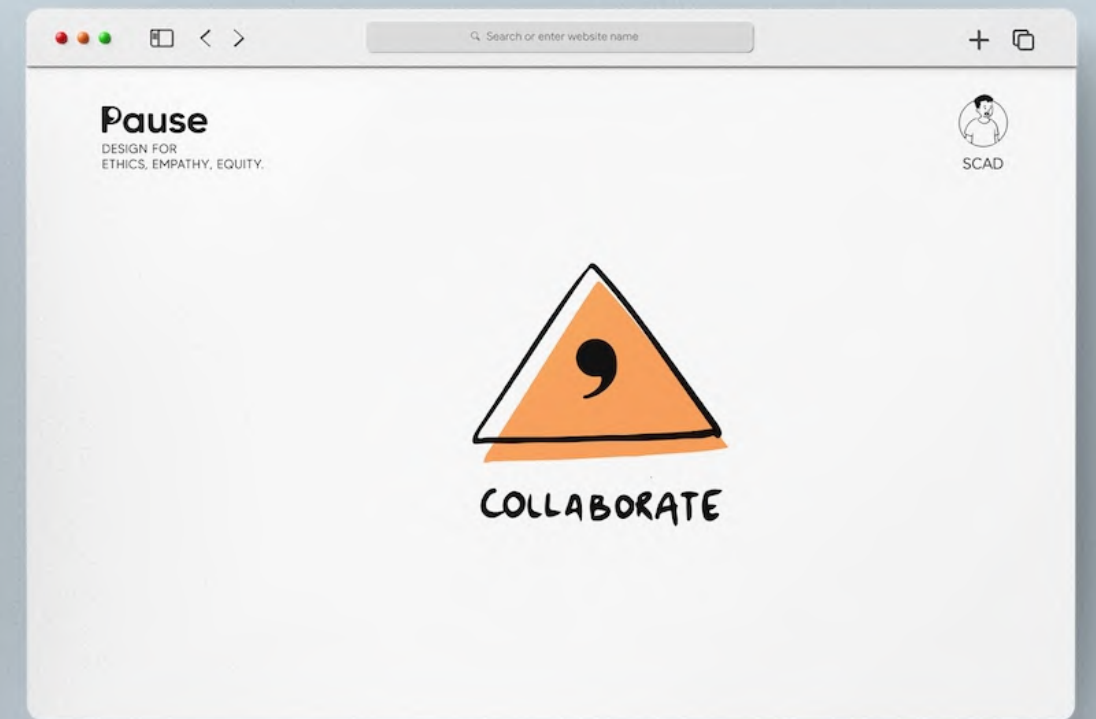 Search or enter website name
Pause
DESIGN FOR
ETHICS, EMPATHY, EQUITY.
SCAD
COLLABORATE